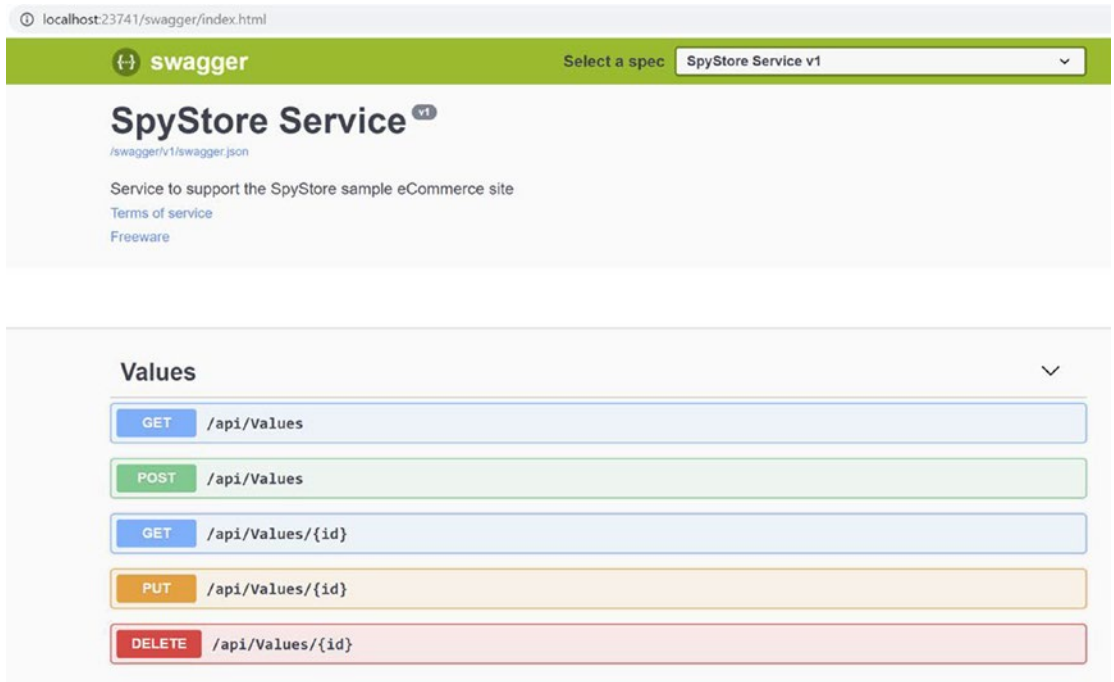 localhost:23741/swagger/index.html
swagger Select a spec SpyStore Service v1
SpyStore Service v1
/swagger/v1/swagger.json
Service to support the SpyStore sample eCommerce site
Terms of service
Freeware
Values
GET /api/Values
POST /api/Values
GET /api/Values/{id}
PUT /api/Values/{id}
DELETE /api/Values/{id}